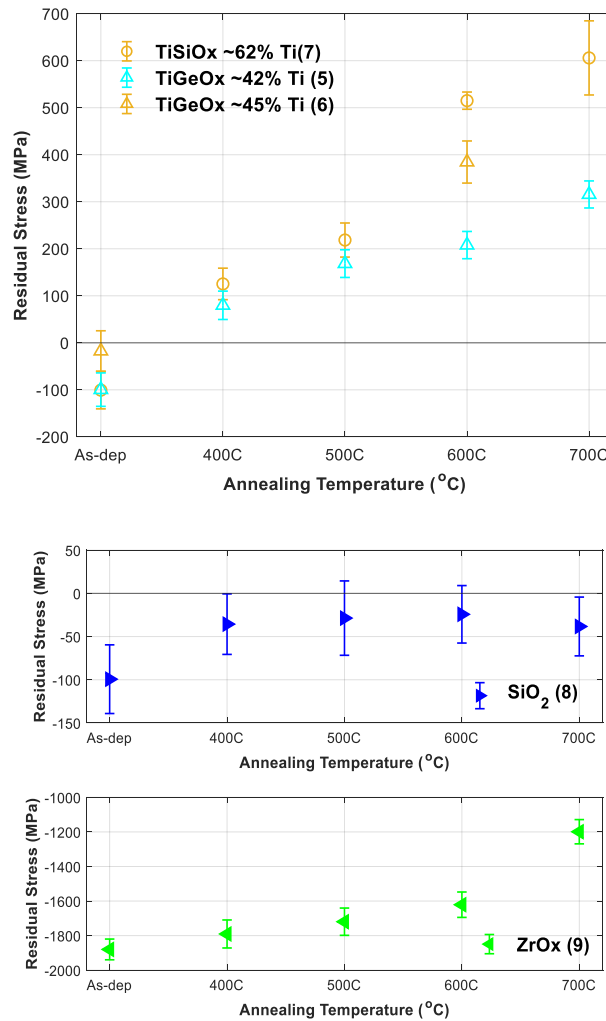 700
600
500
400
300
200
100
0
-100
-200
Residual Stress (MPa)
TiSiOx ~62% Ti(7)
TiGeOx ~42% Ti (5)
TiGeOx ~45% Ti (6)
As-dep 400C 500C 600C 700C
Annealing Temperature (°C)
50
0
-50
-100
-150
Residual Stress (MPa)
SiO2 (8)
As-dep 400C 500C 600C 700C
Annealing Temperature (°C)
-1000
-1200
-1400
-1600
-1800
-2000
Residual Stress (MPa)
ZrOx (9)
As-dep 400C 500C 600C 700C
Annealing Temperature (°C)